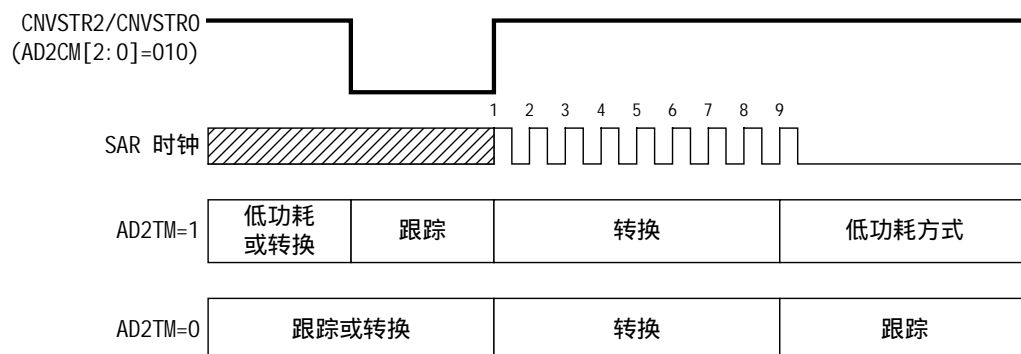 CNVSTR2/CNVSTR0
(AD2CM[2:0]=010)
1 2 3 4 5 6 7 8 9
SAR 时钟
AD2TM=1
低功耗
或转换
跟踪
转换
低功耗方式
AD2TM=0
跟踪或转换
转换
跟踪